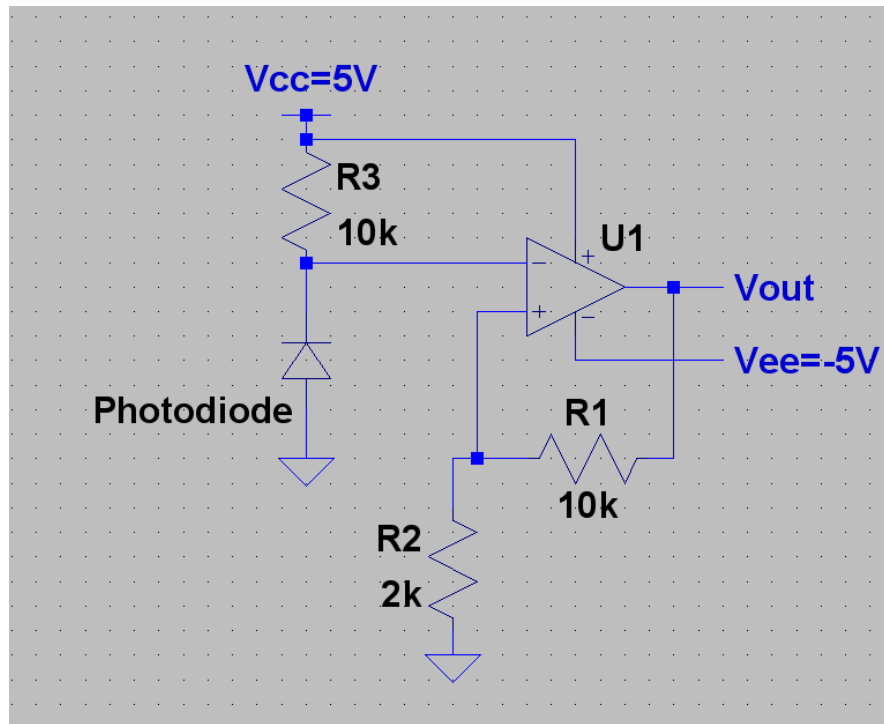 Vcc=5V
R3
10k
U1
Vout
Vee=-5V
Photodiode
R1
10k
R2
2k